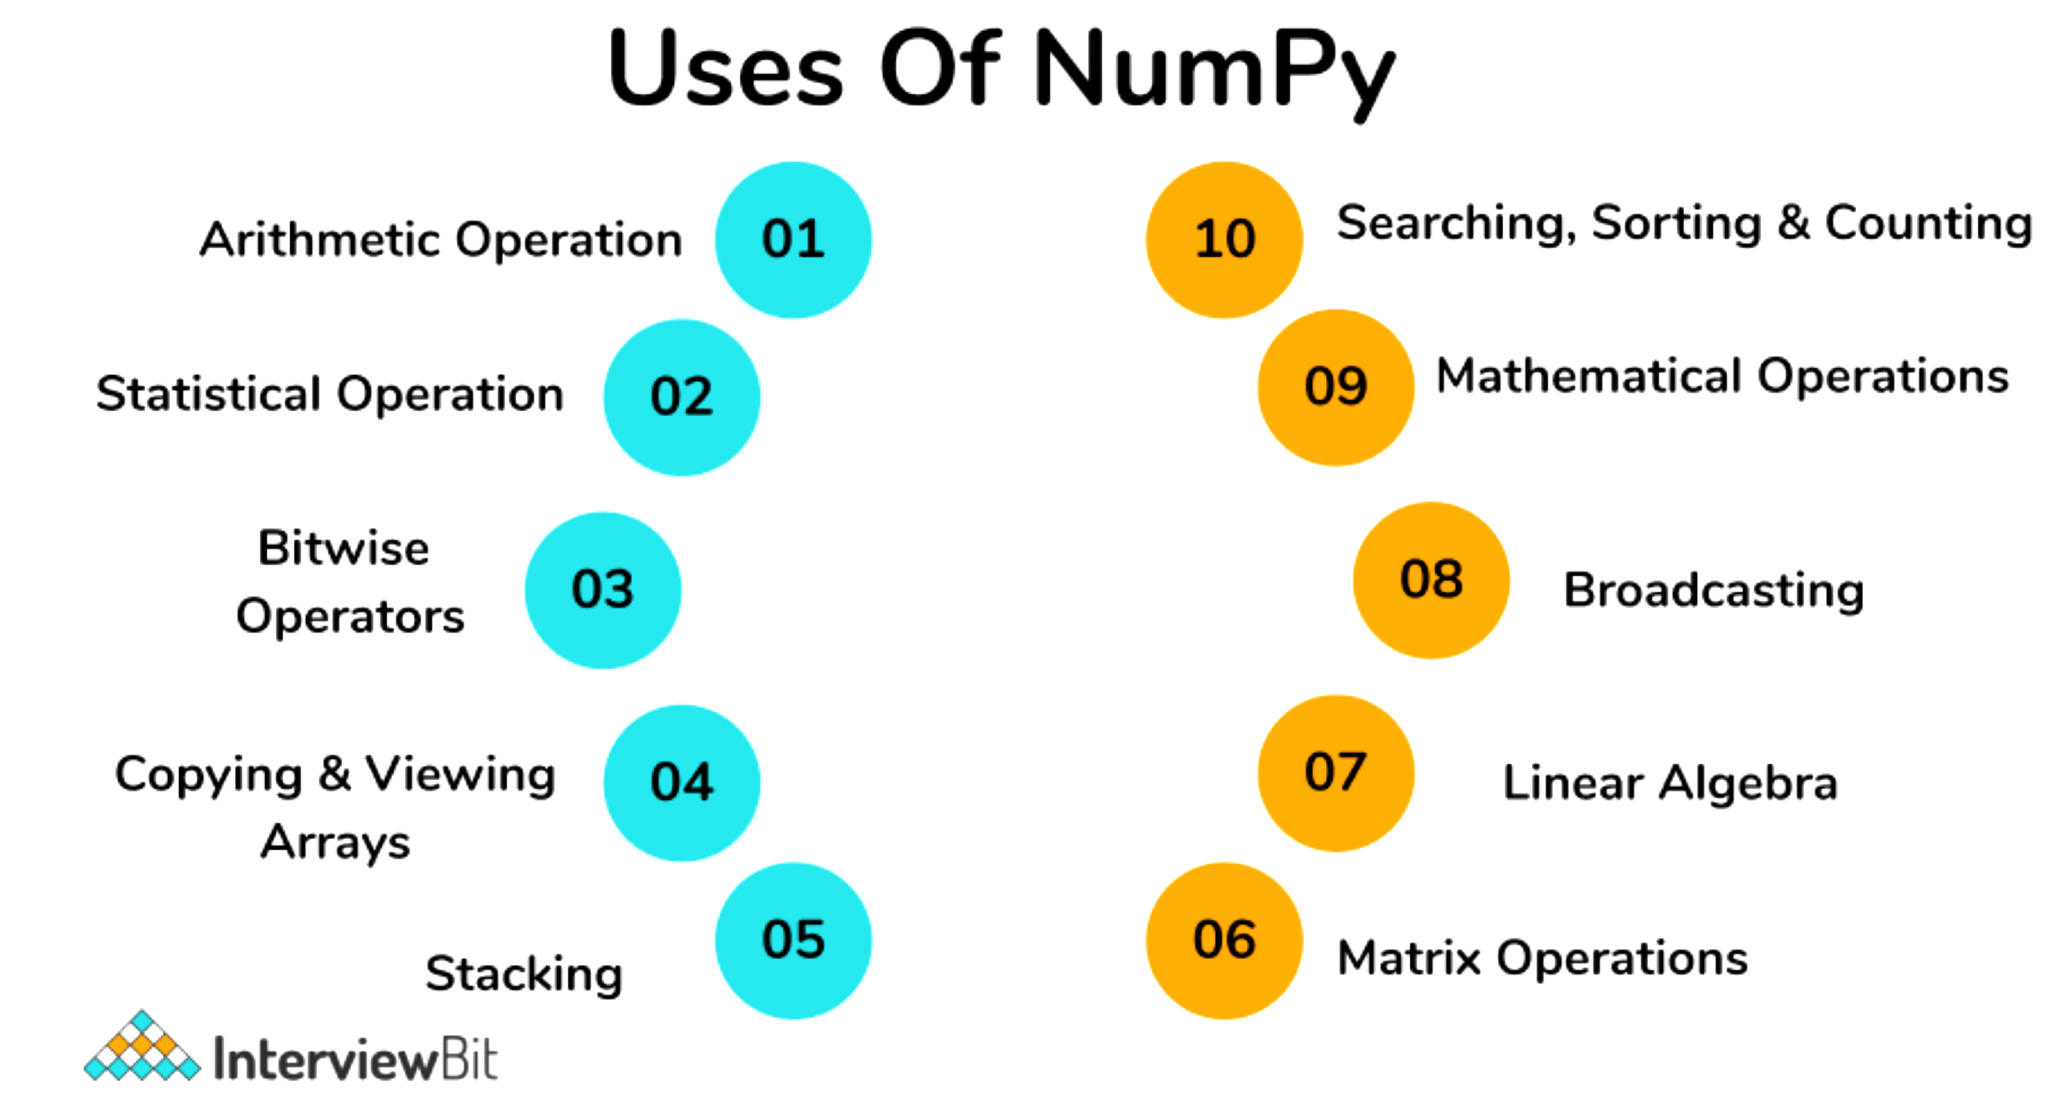 Uses Of NumPy
Arithmetic Operation
01
Statistical Operation
02
Bitwise
Operators
03
Copying & Viewing
Arrays
04
Stacking
05
10
Searching, Sorting & Counting
09
Mathematical Operations
08
Broadcasting
07
Linear Algebra
06
Matrix Operations
InterviewBit